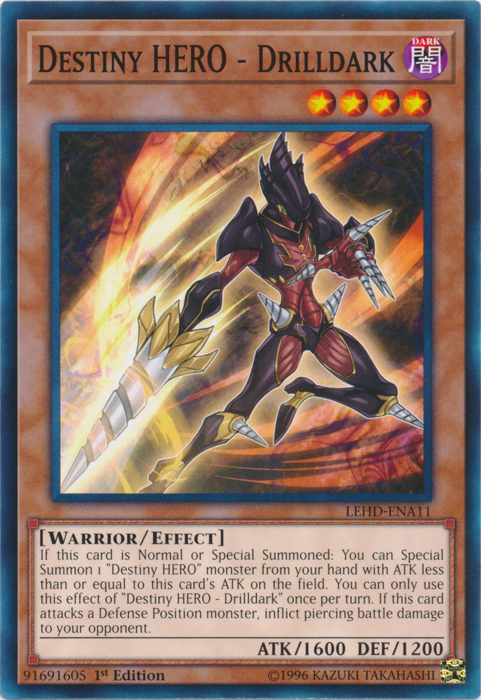 DESTINY HERO - DRILLDARK
DARK
闇
LEHD-ENA11
[WARRIOR/EFFECT]
If this card is Normal or Special Summoned: You can Special
Summon 1 "Destiny HERO" monster from your hand with ATK less
than or equal to this card's ATK on the field. You can only use
this effect of "Destiny HERO - Drilldark" once per turn. If this card
attacks a Defense Position monster, inflict piercing battle damage
to your opponent.
ATK/1600 DEF/1200
91691605 1st Edition ©1996 KAZUKI TAKAHASHI